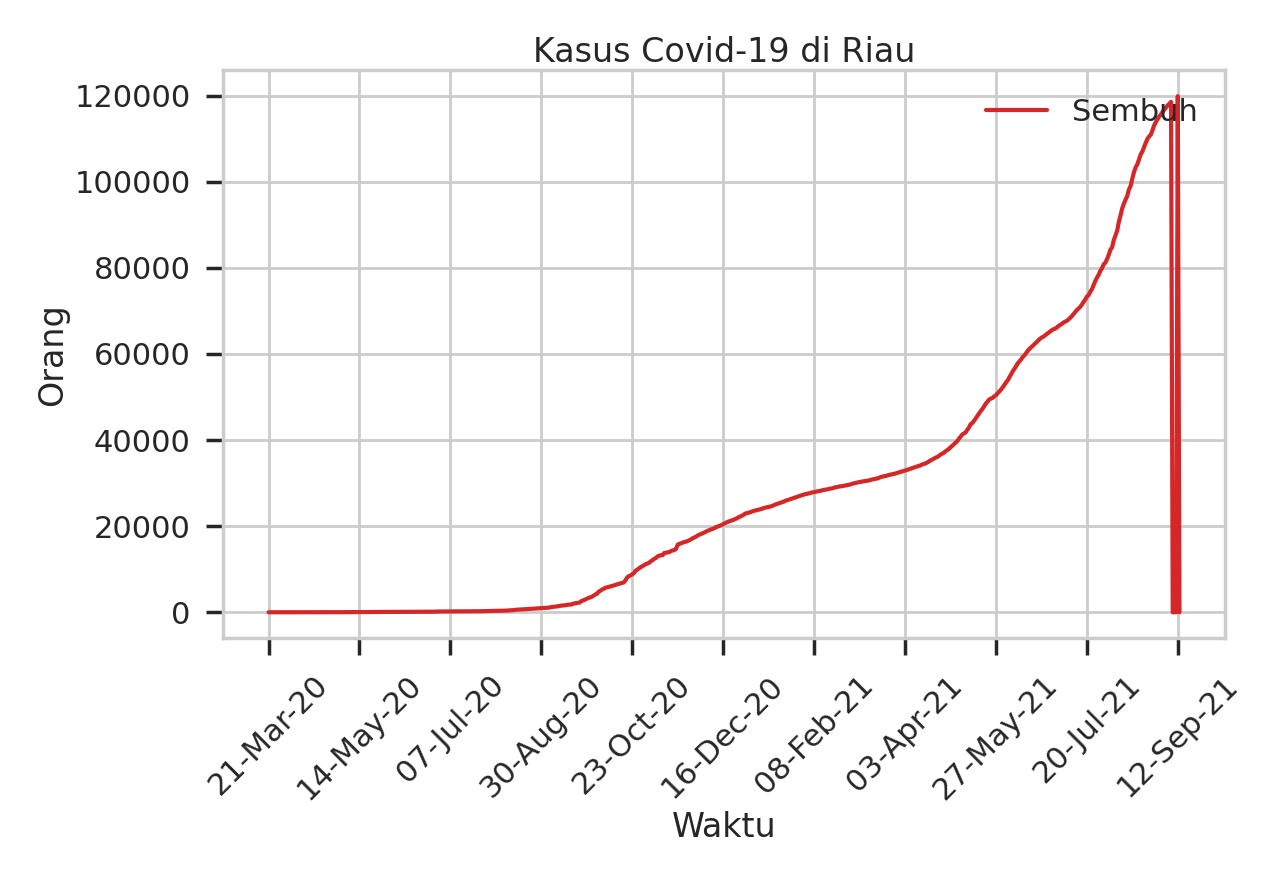 Kasus Covid-19 di Riau
Sembuh
120000
100000
80000
60000
40000
20000
0
Orang
21-Mar-20
14-May-20
07-Jul-20
30-Aug-20
23-Oct-20
16-Dec-20
08-Feb-21
03-Apr-21
27-May-21
20-Jul-21
12-Sep-21
Waktu